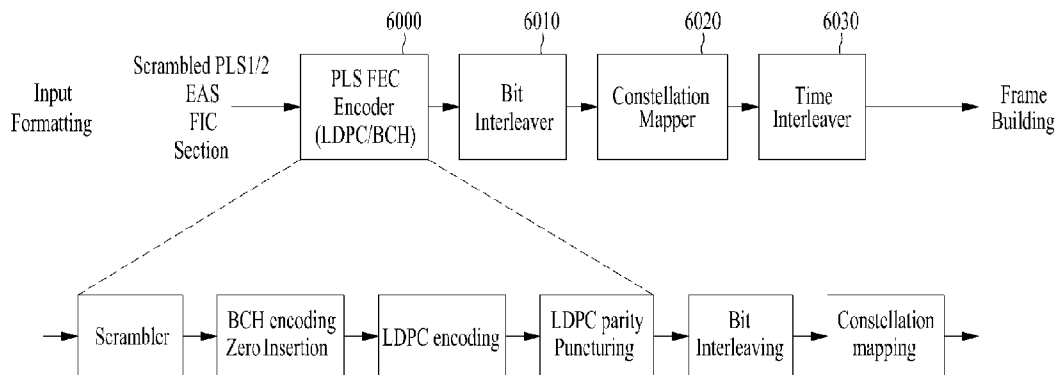 6000
6010
6020
6030
Input
Formatting
Scrambled PLS1/2
EAS
FIC
Section
PLS FEC
Encoder
(LDPC/BCH)
Bit
Interleaver
Constellation
Mapper
Time
Interleaver
Frame
Building
Scrambler
BCH encoding
Zero Insertion
LDPC encoding
LDPC parity
Puncturing
Bit
Interleaving
Constellation
mapping